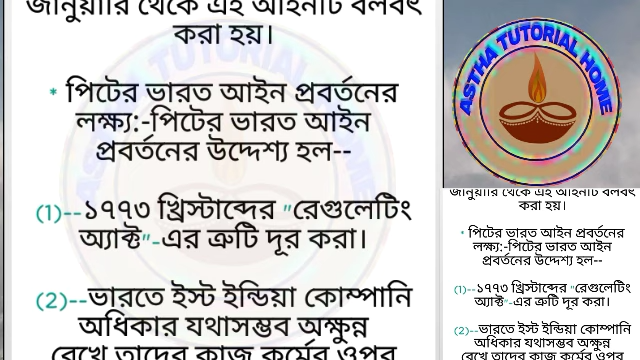 জানুয়ারি থেকে এই আইনটি বলবৎ
করা হয়।
* পিটের ভারত আইন প্রবর্তনের
লক্ষ্য:-পিটের ভারত আইন
প্রবর্তনের উদ্দেশ্য হল--
(1)--১৭৭৩ খ্রিস্টাব্দের "রেগুলেটিং
অ্যাক্ট"-এর ত্রুটি দূর করা।
(2)--ভারতে ইস্ট ইন্ডিয়া কোম্পানি
অধিকার যথাসম্ভব অক্ষুন্ন
রেখে তাদের কাজ কর্মের ওপর
ASTHA TUTORIAL HOME
জানুয়ারি থেকে এই আইনটি বলবৎ
করা হয়।
* পিটের ভারত আইন প্রবর্তনের
লক্ষ্য:-পিটের ভারত আইন
প্রবর্তনের উদ্দেশ্য হল--
(1)--১৭৭৩ খ্রিস্টাব্দের "রেগুলেটিং
অ্যাক্ট"-এর ত্রুটি দূর করা।
(2)--ভারতে ইস্ট ইন্ডিয়া কোম্পানি
অধিকার যথাসম্ভব অক্ষুন্ন
রেখে তাদের কাজ কর্মের ওপর